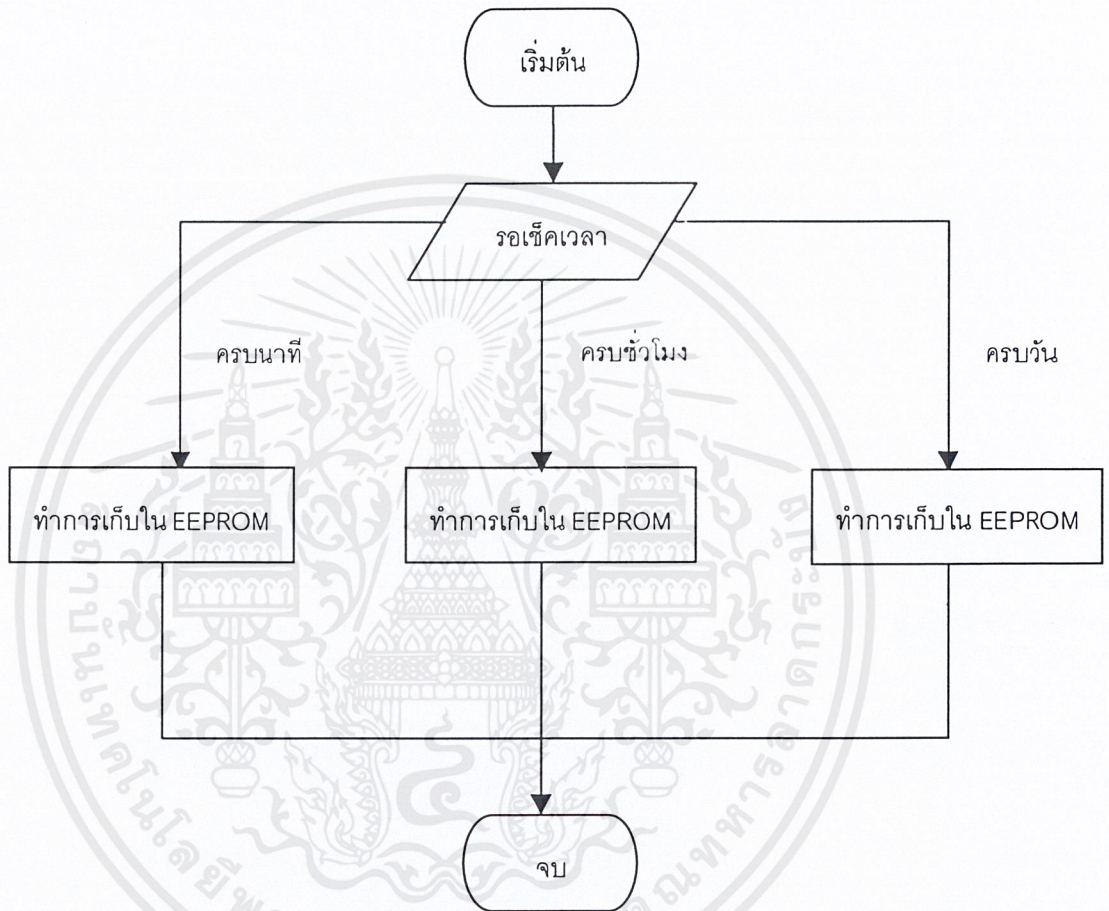 เริ่มต้น
รอเช็คเวลา
ครบนาที
ครบชั่วโมง
ครบวัน
ทำการเก็บใน EEPROM
ทำการเก็บใน EEPROM
ทำการเก็บใน EEPROM
จบ